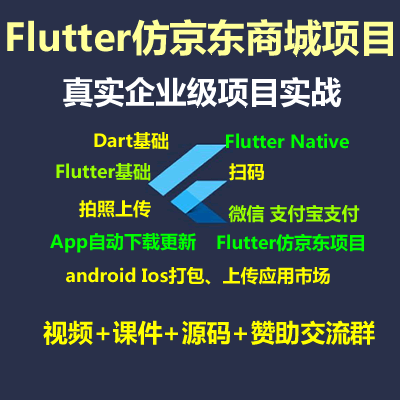 Flutter仿京东商城项目
真实企业级项目实战
Dart基础 Flutter Native
Flutter基础 扫码
拍照上传 微信 支付宝支付
App自动下载更新 Flutter仿京东项目
android Ios打包、上传应用市场
视频+课件+源码+赞助交流群